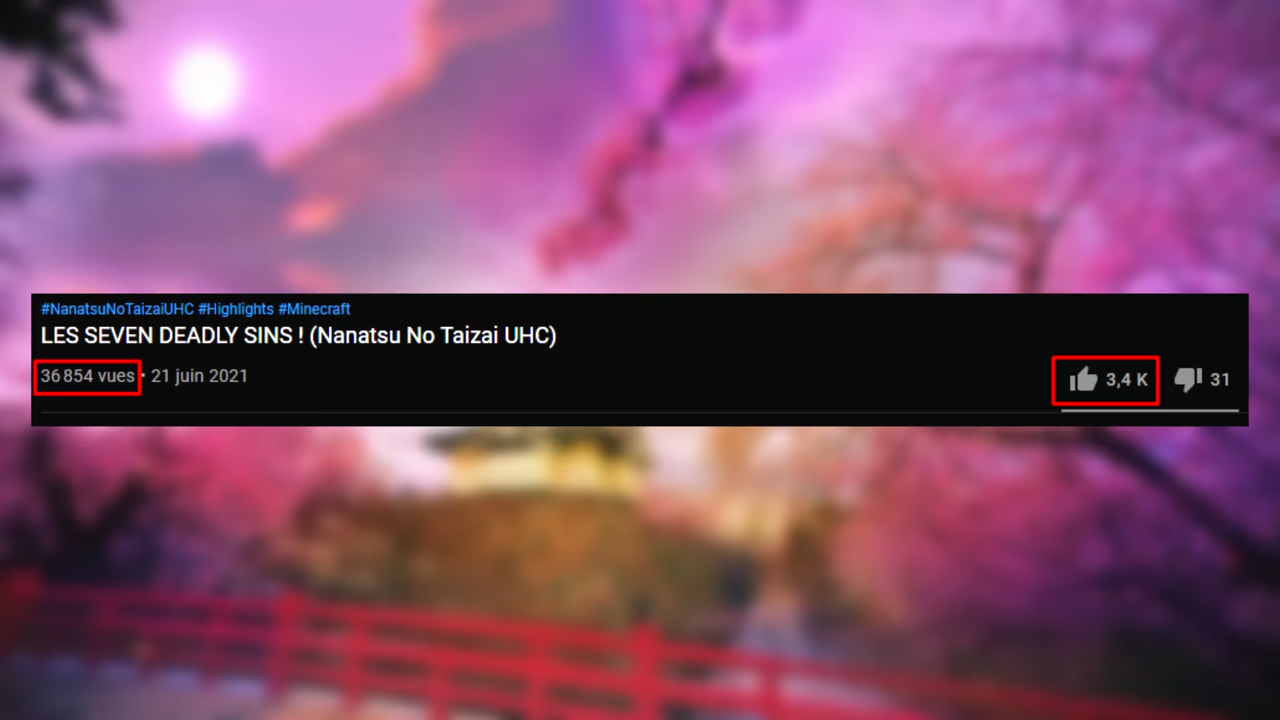 #NanatsuNoTaizaiUHC #Highlights #Minecraft
LES SEVEN DEADLY SINS ! (Nanatsu No Taizai UHC)
36 854 vues • 21 juin 2021 3,4 K 31